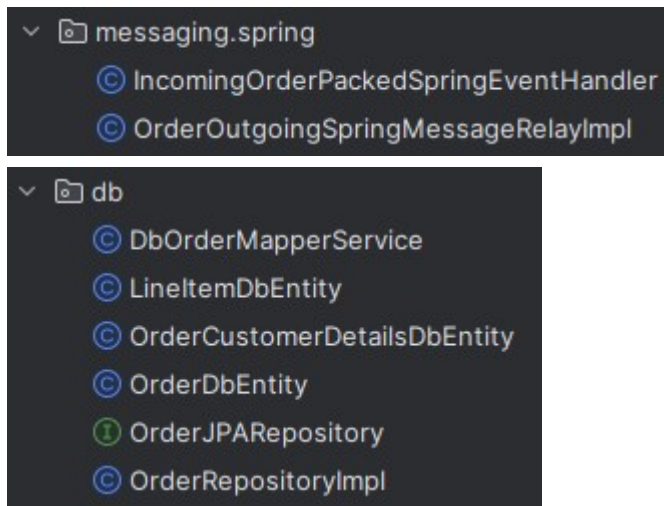 messaging.spring
IncomingOrderPackedSpringEventHandler
OrderOutgoingSpringMessageRelayImpl
db
DbOrderMapperService
LineItemDbEntity
OrderCustomerDetailsDbEntity
OrderDbEntity
OrderJPARepository
OrderRepositoryImpl